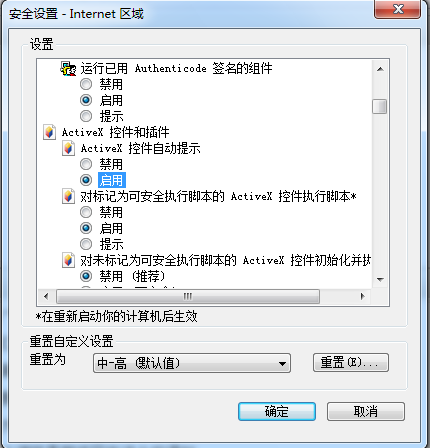 安全设置 - Internet 区域
设置
运行已用 Authenticode 签名的组件
禁用
启用
提示
ActiveX 控件和插件
ActiveX 控件自动提示
禁用
启用
对标记为可安全执行脚本的 ActiveX 控件执行脚本*
禁用
启用
提示
对未标记为可安全执行脚本的 ActiveX 控件初始化并执
禁用 (推荐)
*在重新启动你的计算机后生效
重置自定义设置
重置为
中-高 (默认值)
重置(E)...
确定
取消